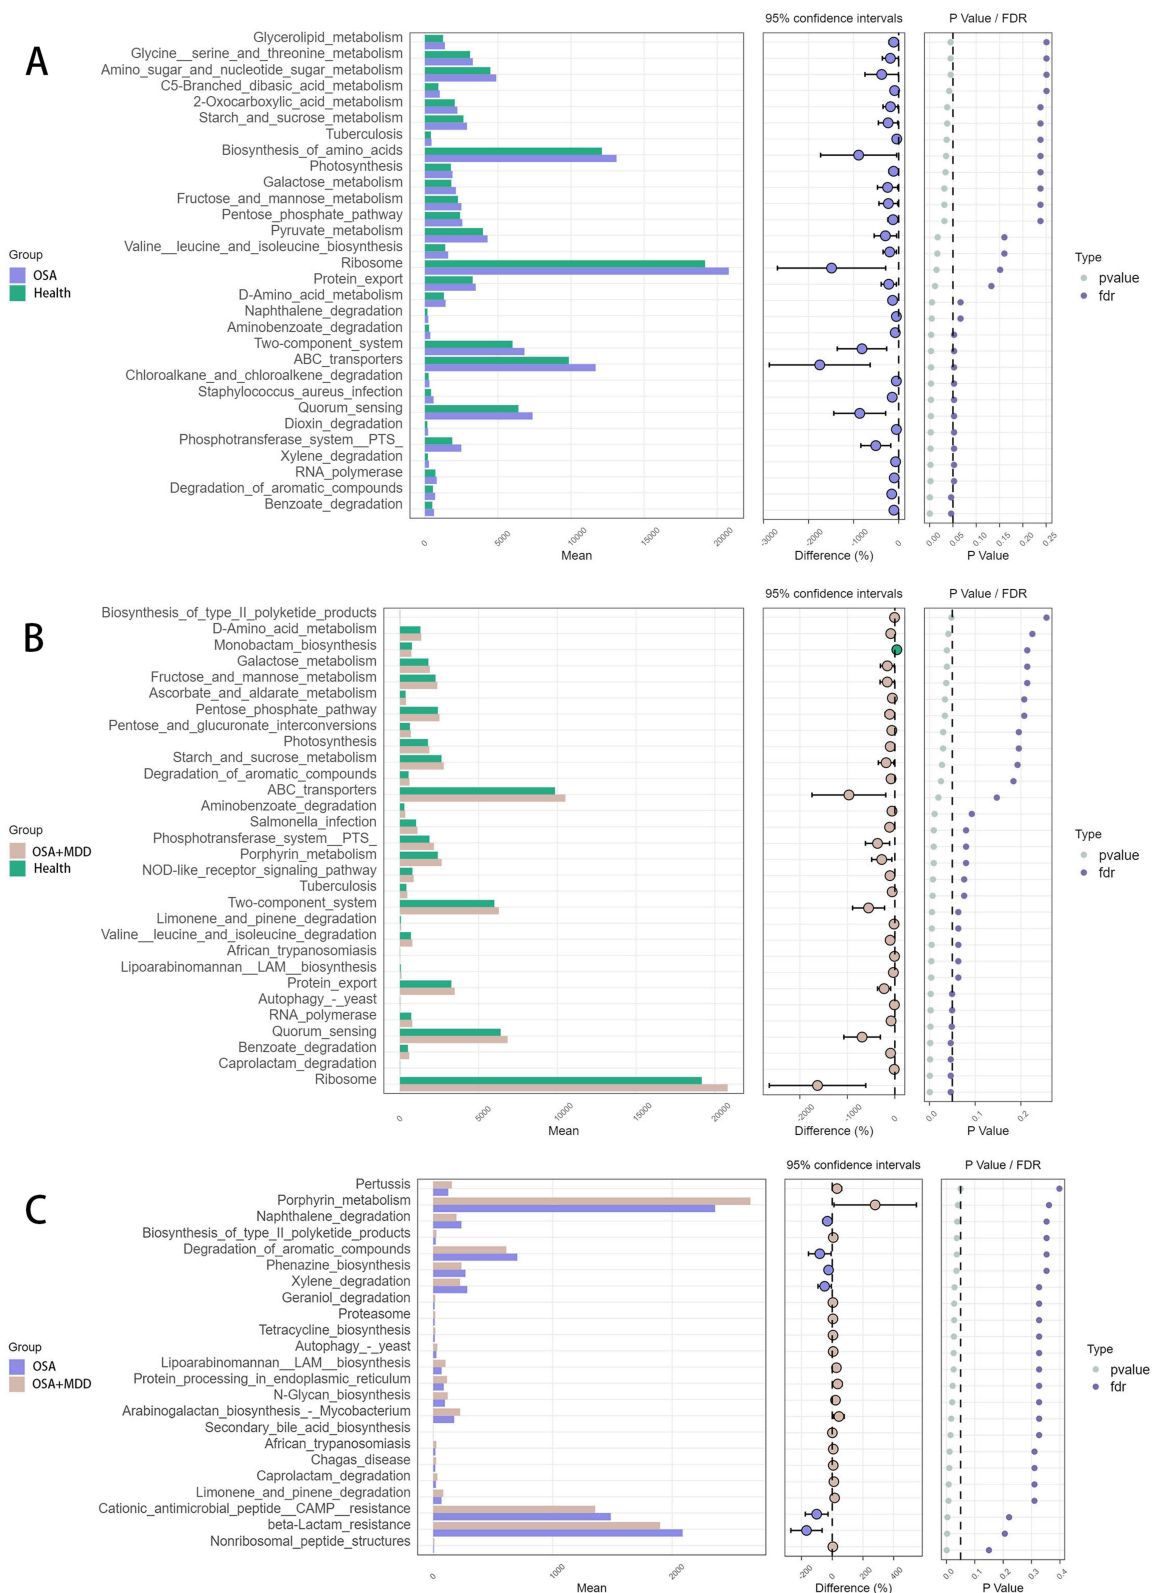 A
95% confidence intervals
P Value / FDR
Glycerolipid_metabolism
Glycine__serine_and_threonine_metabolism
Amino_sugar_and_nucleotide_sugar_metabolism
C5-Branched_dibasic_acid_metabolism
2-Oxocarboxylic_acid_metabolism
Starch_and_sucrose_metabolism
Tuberculosis
Biosynthesis_of_amino_acids
Photosynthesis
Galactose_metabolism
Fructose_and_mannose_metabolism
Pentose_phosphate_pathway
Pyruvate_metabolism
Valine__leucine_and_isoleucine_biosynthesis
Ribosome
Protein_export
D-Amino_acid_metabolism
Naphthalene_degradation
Aminobenzoate_degradation
Two-component_system
ABC_transporters
Chloroalkane_and_chloroalkene_degradation
Staphylococcus_aureus_infection
Quorum_sensing
Dioxin_degradation
Phosphotransferase_system__PTS_
Xylene_degradation
RNA_polymerase
Degradation_of_aromatic_compounds
Benzoate_degradation
Group
OSA
Health
Type
pvalue
fdr
0 5000 10000 15000 20000
Mean
-3000 -2000 -1000 0
Difference (%)
0.00 0.05 0.10 0.15 0.20 0.25
P Value
B
95% confidence intervals
P Value / FDR
Biosynthesis_of_type_II_polyketide_products
D-Amino_acid_metabolism
Monobactam_biosynthesis
Galactose_metabolism
Fructose_and_mannose_metabolism
Ascorbate_and_aldarate_metabolism
Pentose_phosphate_pathway
Pentose_and_glucuronate_interconversions
Photosynthesis
Starch_and_sucrose_metabolism
Degradation_of_aromatic_compounds
ABC_transporters
Aminobenzoate_degradation
Salmonella_infection
Phosphotransferase_system__PTS_
Porphyrin_metabolism
NOD-like_receptor_signaling_pathway
Tuberculosis
Two-component_system
Limonene_and_pinene_degradation
Valine__leucine_and_isoleucine_degradation
African_trypanosomiasis
Lipoarabinomannan__LAM__biosynthesis
Protein_export
Autophagy_-_yeast
RNA_polymerase
Quorum_sensing
Benzoate_degradation
Caprolactam_degradation
Ribosome
Group
OSA+MDD
Health
Type
pvalue
fdr
0 5000 10000 15000 20000
Mean
-2000 -1000 0
Difference (%)
0.0 0.1 0.2
P Value
C
95% confidence intervals
P Value / FDR
Pertussis
Porphyrin_metabolism
Naphthalene_degradation
Biosynthesis_of_type_II_polyketide_products
Degradation_of_aromatic_compounds
Phenazine_biosynthesis
Xylene_degradation
Geraniol_degradation
Proteasome
Tetracycline_biosynthesis
Autophagy_-_yeast
Lipoarabinomannan__LAM__biosynthesis
Protein_processing_in_endoplasmic_reticulum
N-Glycan_biosynthesis
Arabinogalactan_biosynthesis_-_Mycobacterium
Secondary_bile_acid_biosynthesis
African_trypanosomiasis
Chagas_disease
Caprolactam_degradation
Limonene_and_pinene_degradation
Cationic_antimicrobial_peptide__CAMP__resistance
beta-Lactam_resistance
Nonribosomal_peptide_structures
Group
OSA
OSA+MDD
Type
pvalue
fdr
0 1000 2000
Mean
-200 0 200 400
Difference (%)
0.0 0.1 0.2 0.3 0.4
P Value